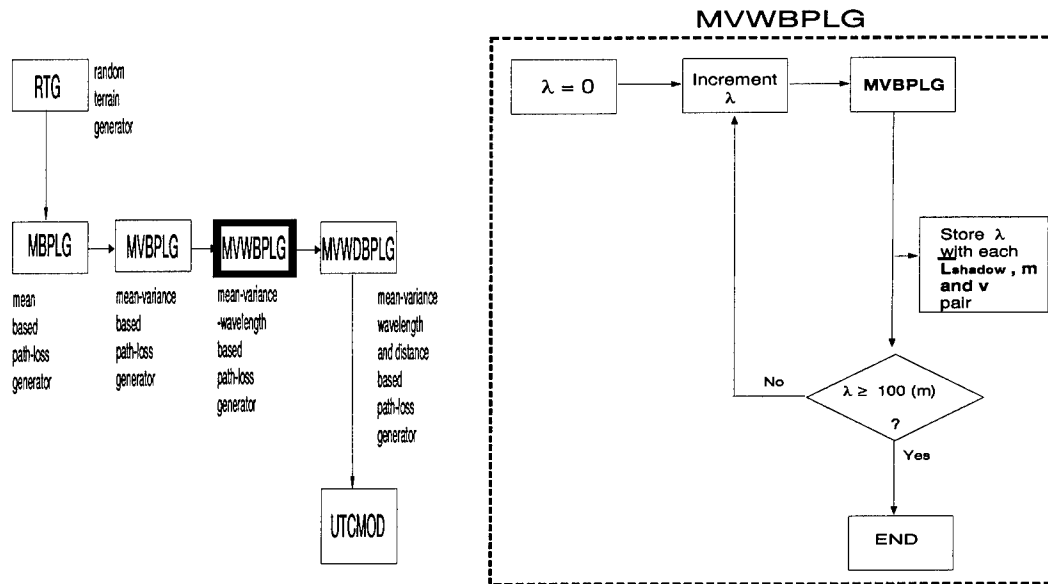 RTG
random
terrain
generator
MBPLG
MVBPLG
MVWBPLG
MVWDBPLG
mean
based
path-loss
generator
mean-variance
based
path-loss
generator
mean-variance
-wavelength
based
path-loss
generator
mean-variance
wavelength
and distance
based
path-loss
generator
UTCMOD
MVWBPLG
λ = 0
Increment
λ
MVBPLG
Store λ
with each
L̅shadow , m
and v
pair
No
λ ≥ 100 (m)
?
Yes
END